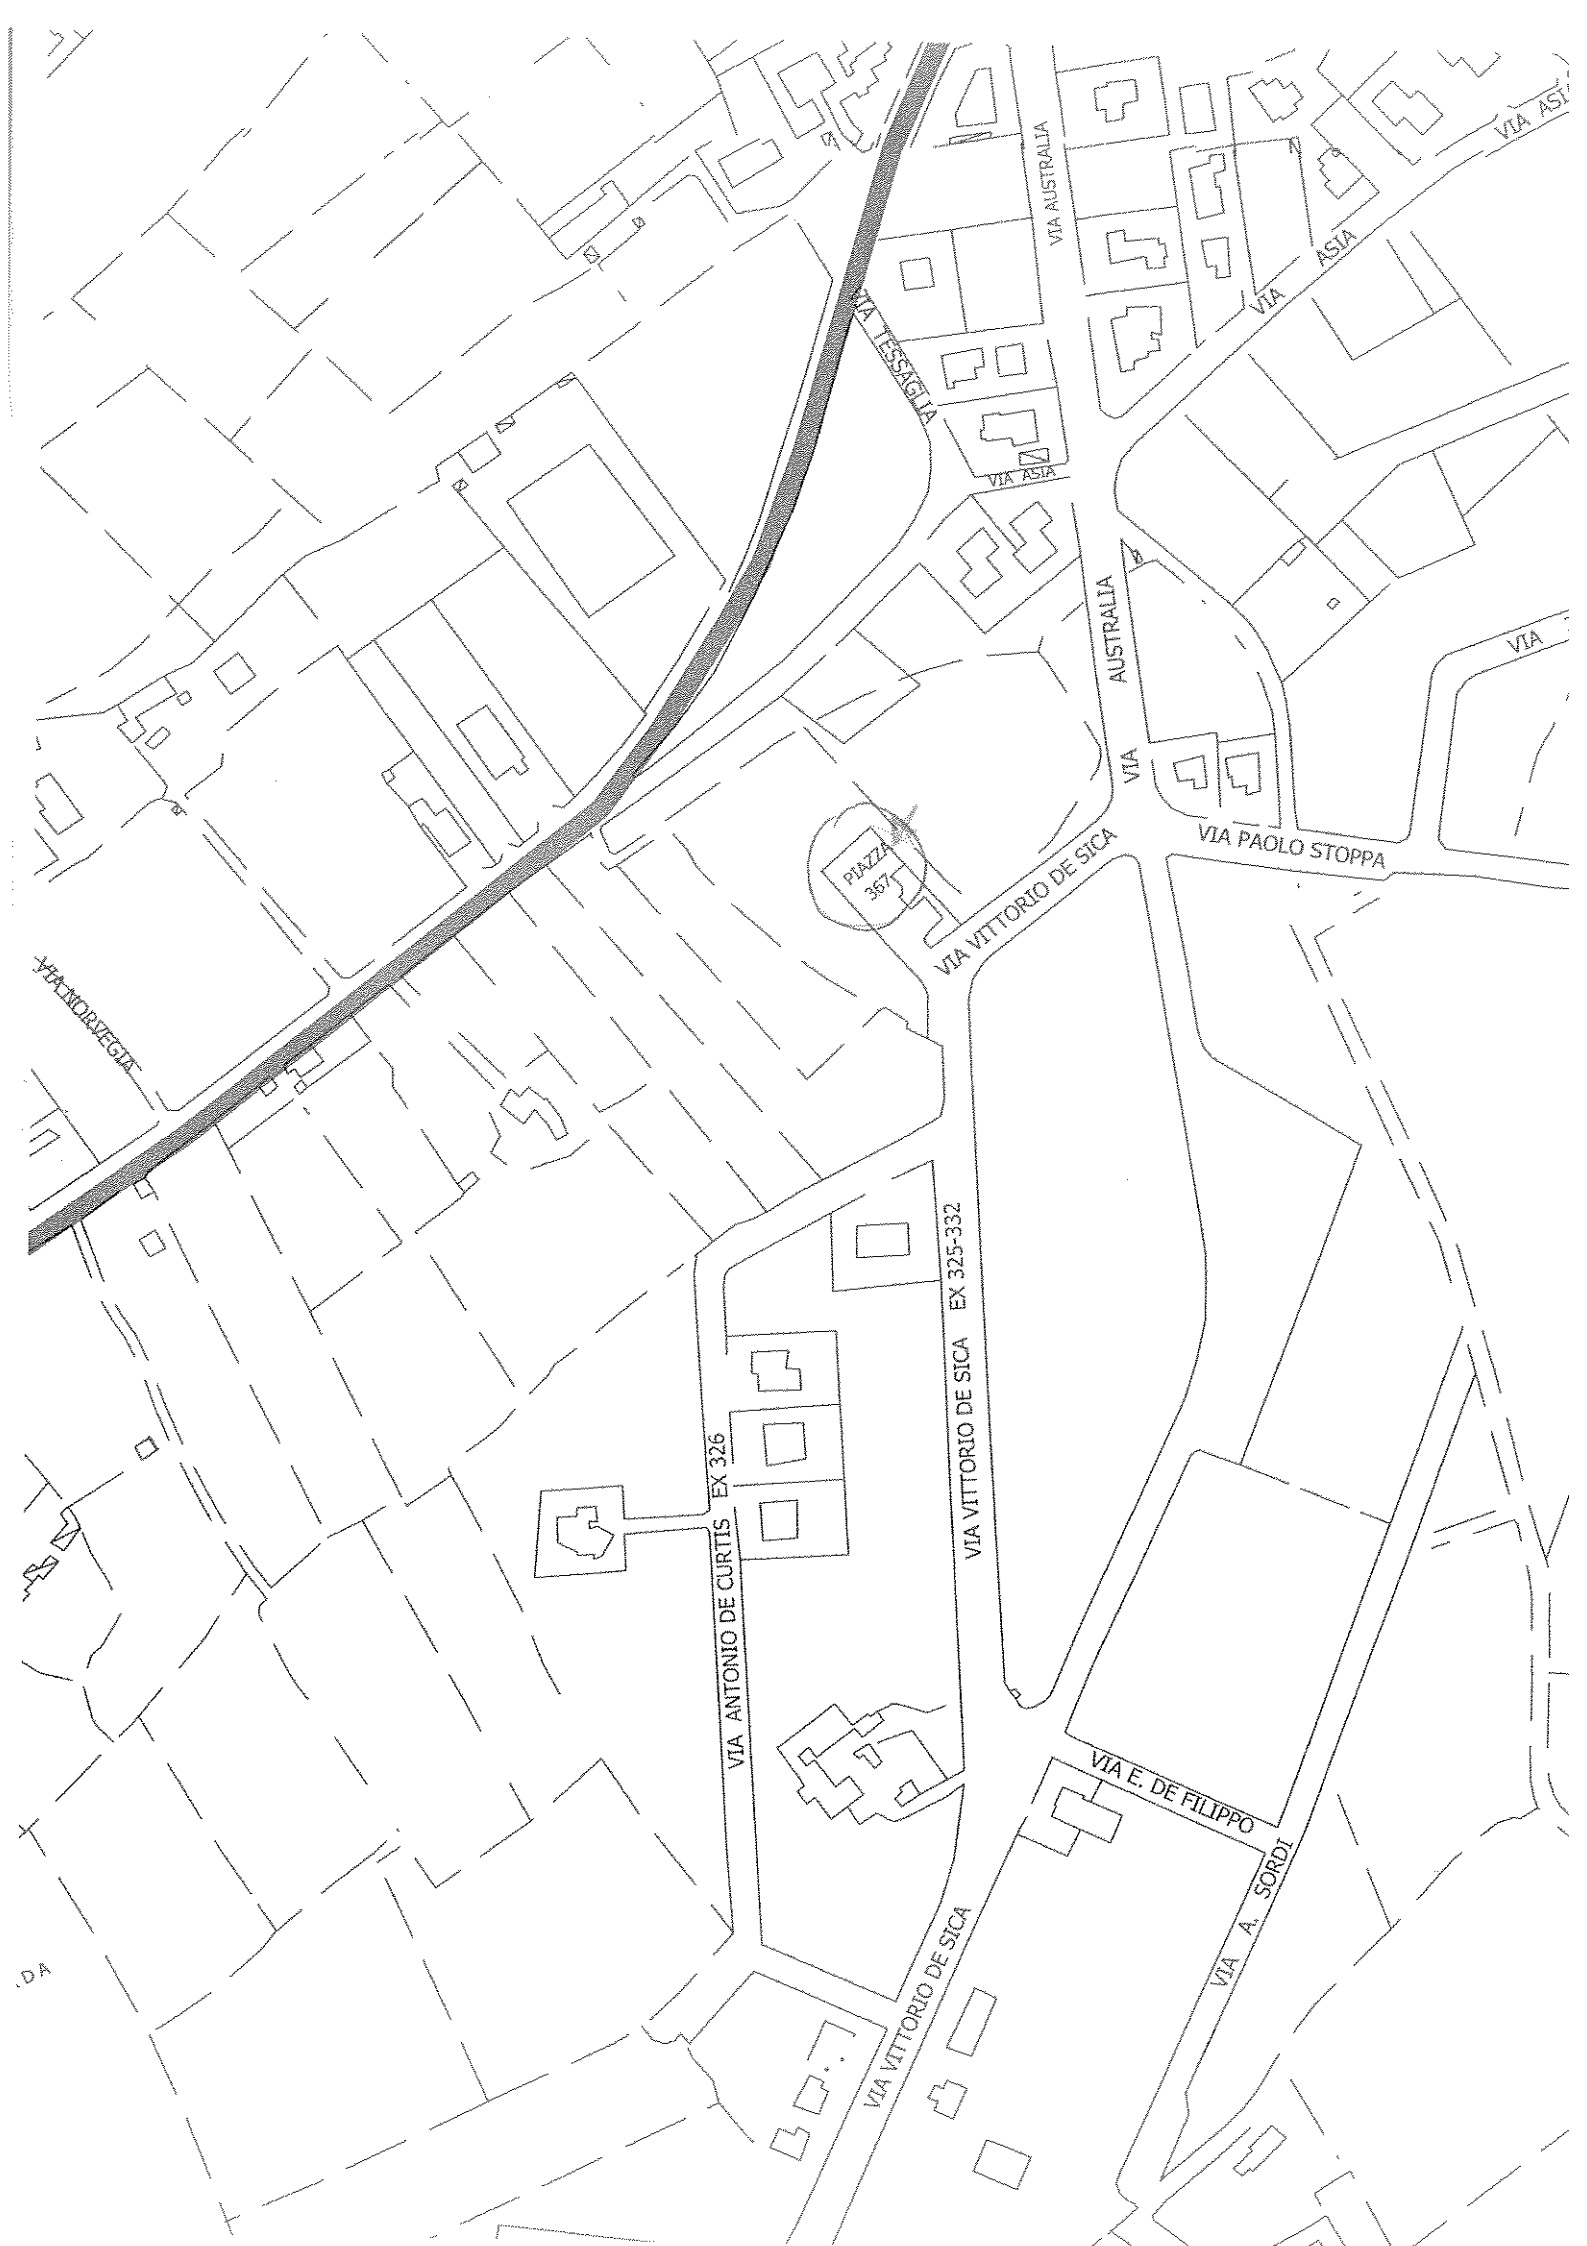 VIA ASIA
VIA AUSTRALIA
VIA ASIA
VIA TESSAGLIA
VIA ASIA
VIA AUSTRALIA
VIA
VIA PAOLO STOPPA
PIAZZA
367
VIA VITTORIO DE SICA
VIA NORVEGIA
VIA VITTORIO DE SICA EX 325-332
VIA ANTONIO DE CURTIS EX 326
VIA E. DE FILIPPO
VIA A. SORDI
VIA VITTORIO DE SICA
.DA